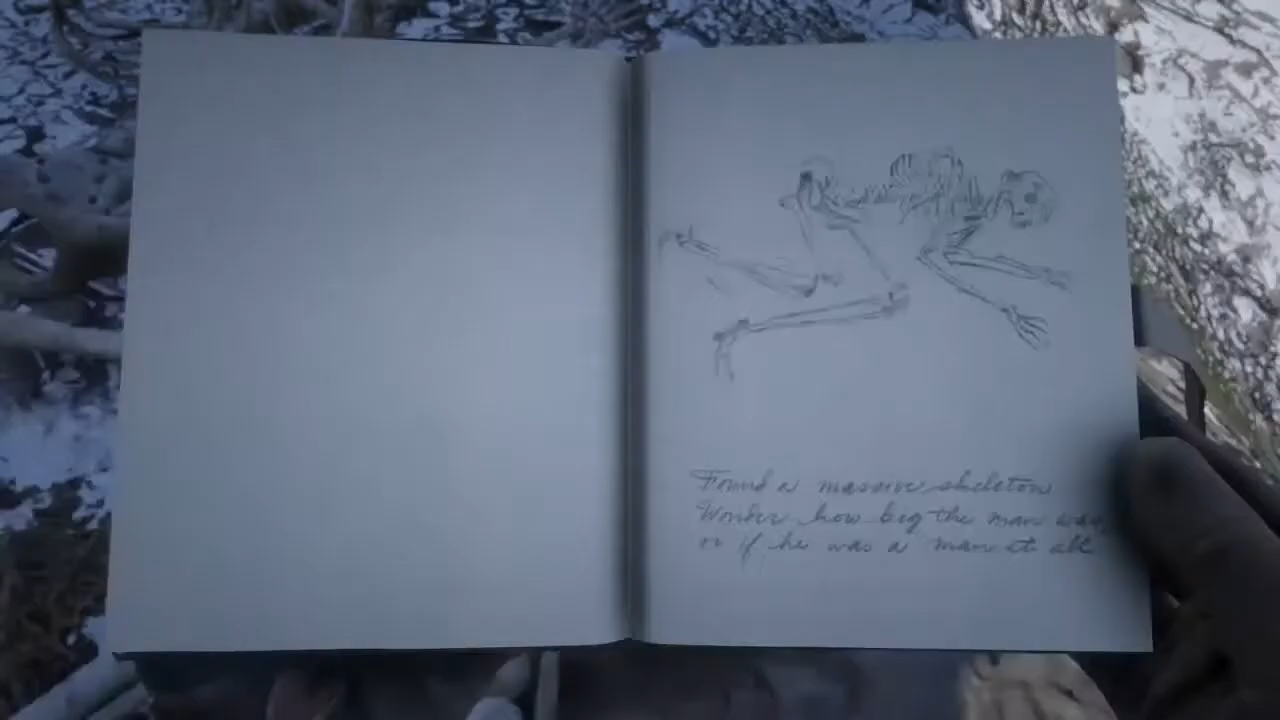 Found a massive skeleton
Wonder how big the man was,
or if he was a man at all